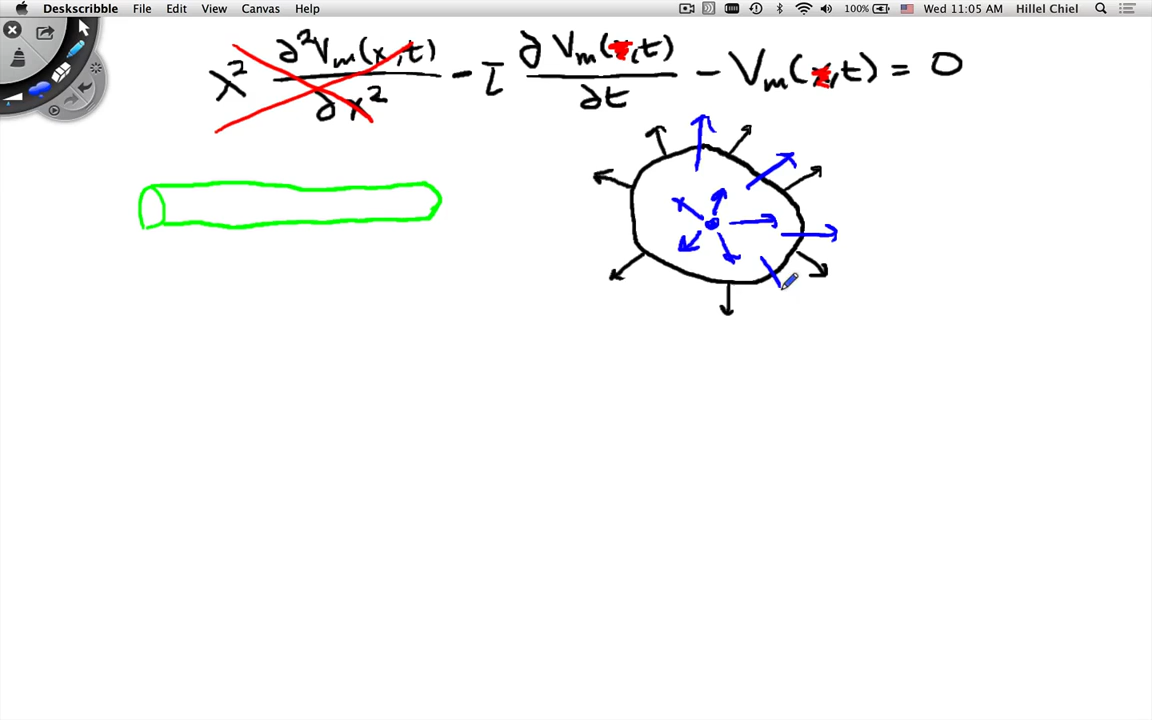 Deskscribble File Edit View Canvas Help 100% Wed 11:05 AM Hillel Chiel
λ² ∂²Vm(x,t)/∂x² - τ ∂Vm(x,t)/∂t - Vm(x,t) = 0